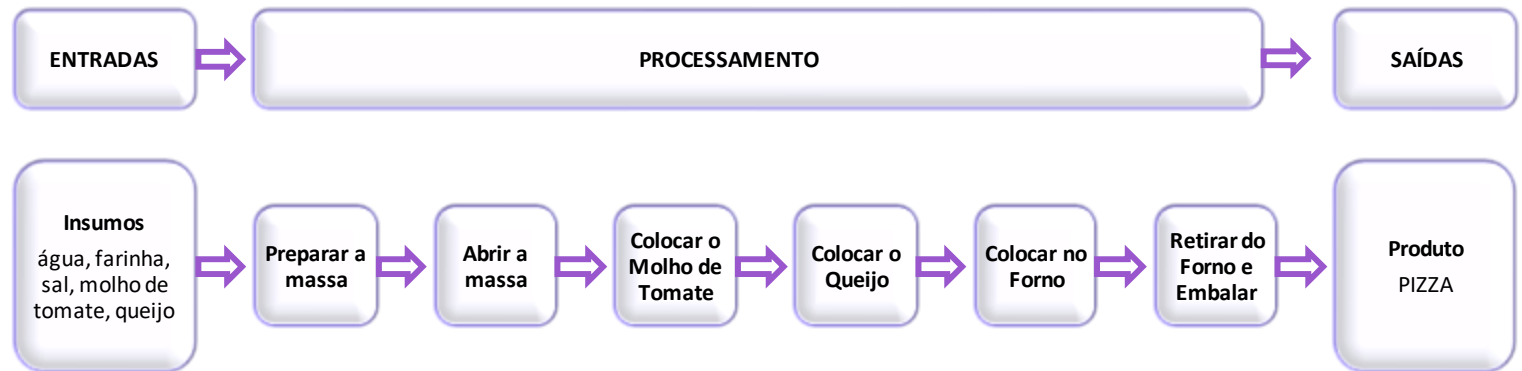 ENTRADAS
PROCESSAMENTO
SAÍDAS
Insumos
água, farinha,
sal, molho de
tomate, queijo
Preparar a
massa
Abrir a
massa
Colocar o
Molho de
Tomate
Colocar o
Queijo
Colocar no
Forno
Retirar do
Forno e
Embalar
Produto
PIZZA